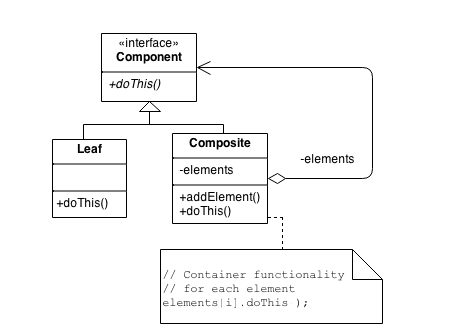 «interface»
Component
+doThis()
Leaf
+doThis()
Composite
-elements
+addElement()
+doThis()
-elements
// Container functionality
// for each element
elements[i].doThis );